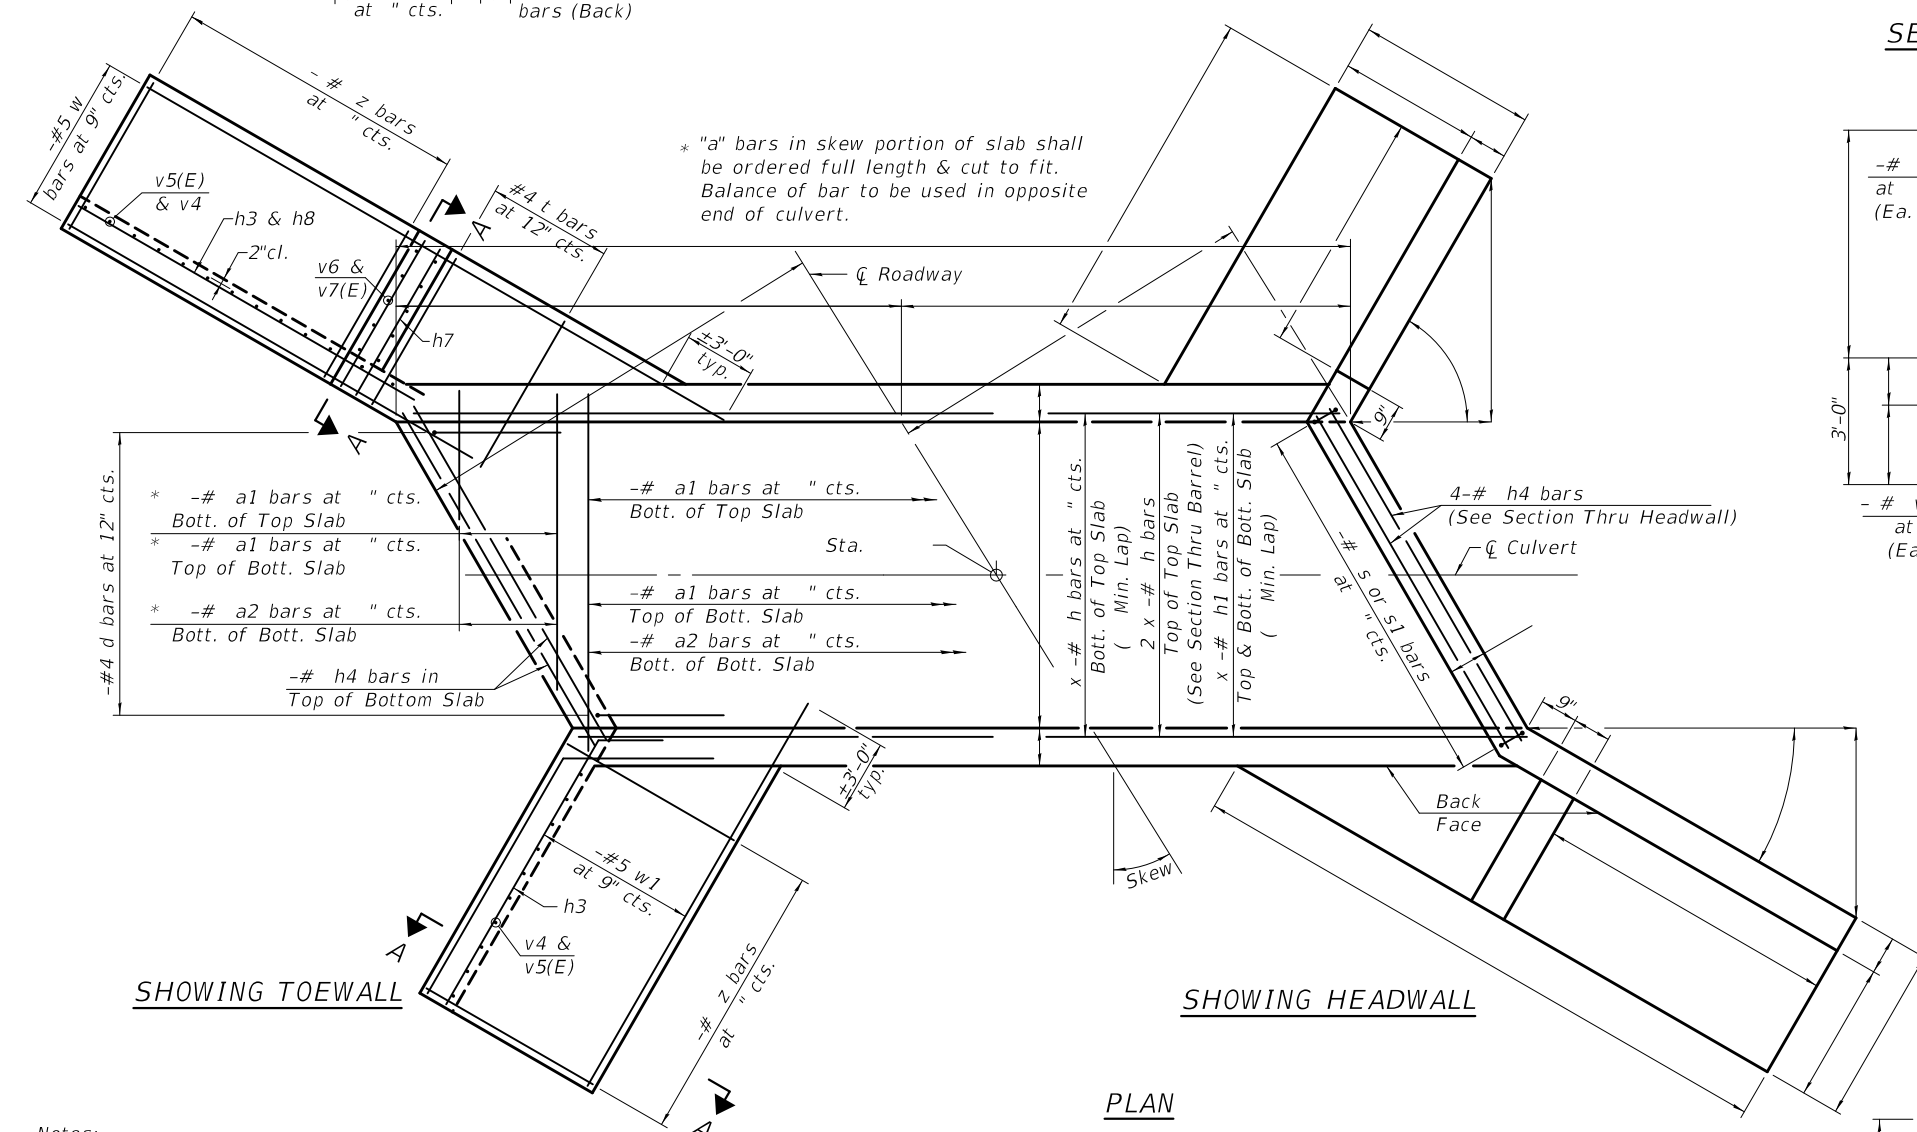 at " cts.
bars (Back)
SE
-#5 w
bars at 9" cts.
- # z bars
at " cts.
v5(E)
& v4
h3 & h8
2"cl.
v6 &
v7(E)
h7
A
A
#4 t bars
at 12" cts.
* "a" bars in skew portion of slab shall
be ordered full length & cut to fit.
Balance of bar to be used in opposite
end of culvert.
℄ Roadway
±3'-0"
typ.
9"
-#
at
(Ea.
3'-0"
- #
at
(Ea
-#4 d bars at 12" cts.
* -# a1 bars at " cts.
Bott. of Top Slab
* -# a1 bars at " cts.
Top of Bott. Slab
* -# a2 bars at " cts.
Bott. of Bott. Slab
-# h4 bars in
Top of Bottom Slab
-# a1 bars at " cts.
Bott. of Top Slab
Sta.
-# a1 bars at " cts.
Top of Bott. Slab
-# a2 bars at " cts.
Bott. of Bott. Slab
x -# h bars at " cts.
Bott. of Top Slab
( Min. Lap)
2 x -# h bars
Top of Top Slab
(See Section Thru Barrel)
x -# h1 bars at " cts.
Top & Bott. of Bott. Slab
( Min. Lap)
-# s or s1 bars
at " cts.
4-# h4 bars
(See Section Thru Headwall)
℄ Culvert
9"
±3'-0"
typ.
Back
Face
Skew
-#5 w1
at 9" cts.
h3
v4 &
v5(E)
A
-# z bars
at " cts.
A
SHOWING TOEWALL
SHOWING HEADWALL
PLAN
Notes: